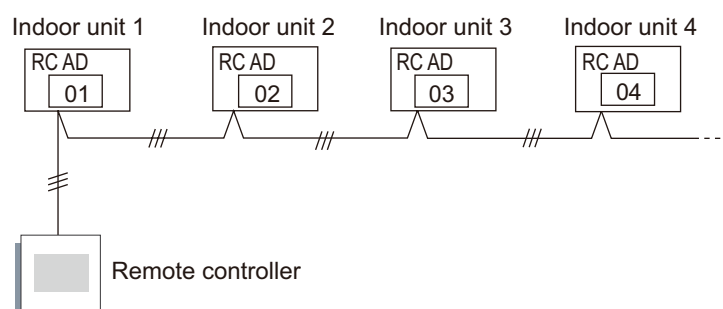 Indoor unit 1 Indoor unit 2 Indoor unit 3 Indoor unit 4
RC AD RC AD RC AD RC AD
01 02 03 04
Remote controller